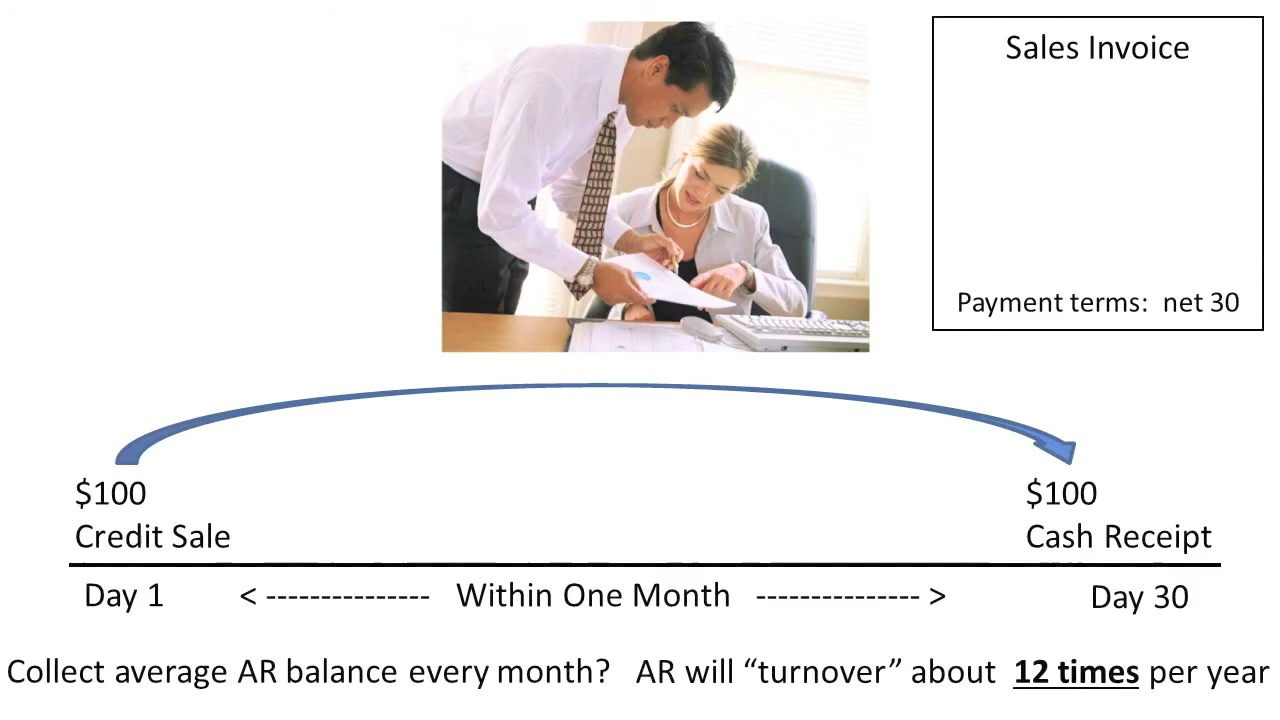 Sales Invoice
Payment terms:  net 30
$100
Credit Sale
$100
Cash Receipt
Day 1
< --------------- Within One Month -------------- >
Day 30
Collect average AR balance every month?   AR will “turnover” about  12 times per year